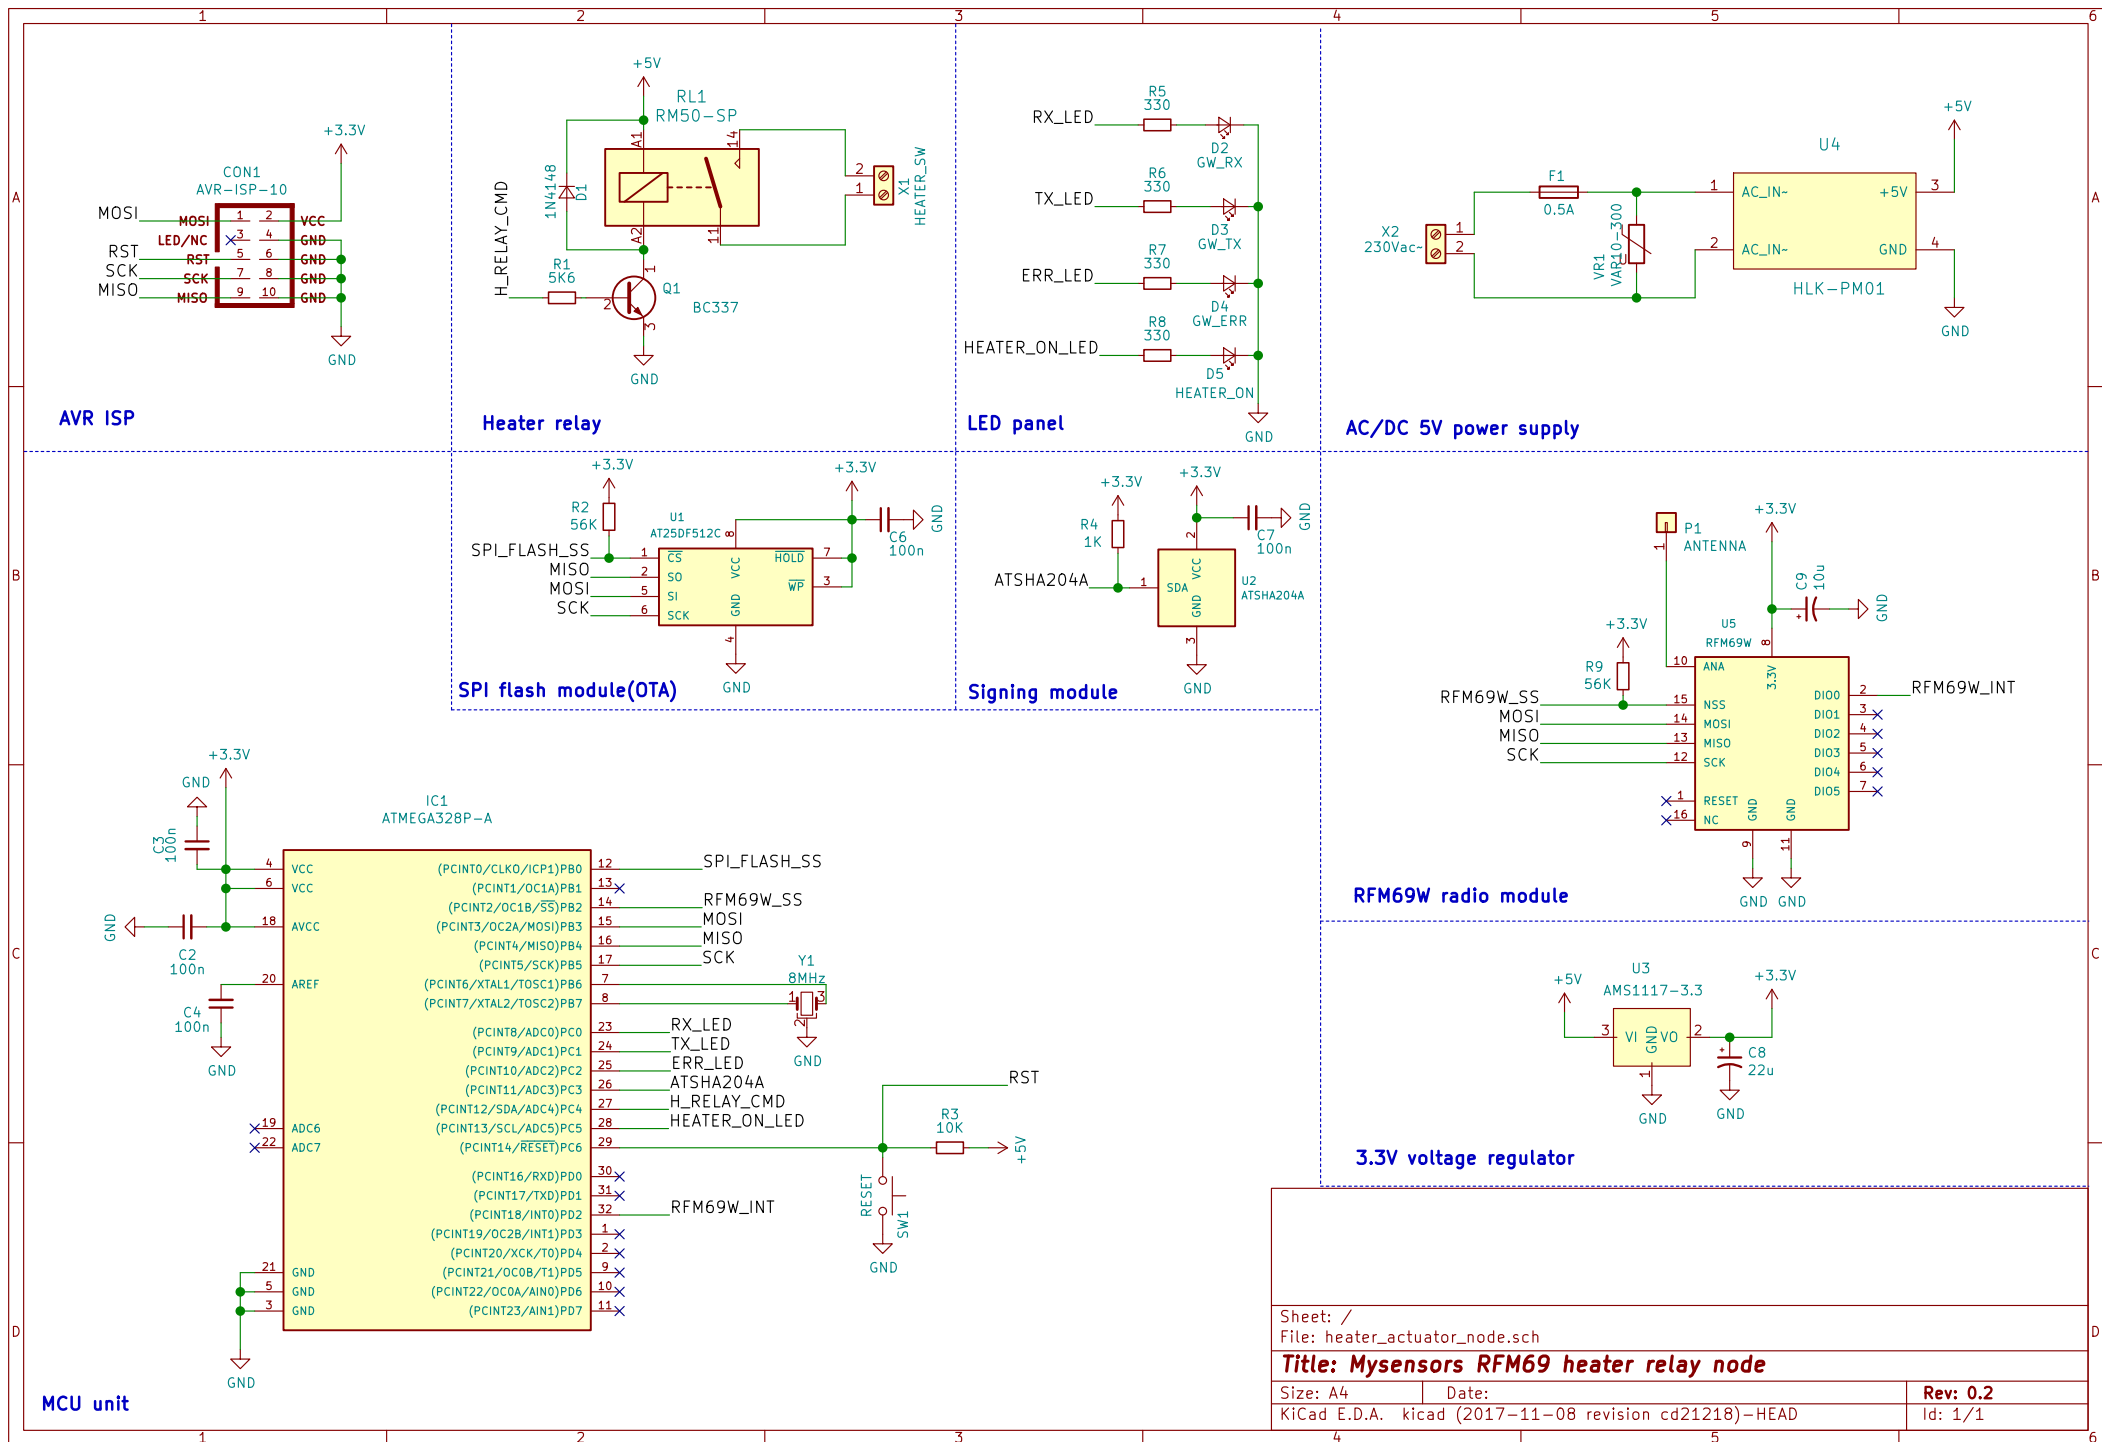 1 2 3 4 5 6
A
B
C
D
+3.3V
CON1
AVR-ISP-10
MOSI
RST
SCK
MISO
MOSI 1 2 VCC
LED/NC 3 4 GND
RST 5 6 GND
SCK 7 8 GND
MISO 9 10 GND
GND
AVR ISP
+5V
RL1
RM50-SP
A1
14
A2
11
1N4148
D1
H_RELAY_CMD
R1
5K6
1
2
3
Q1
BC337
GND
2
1
X1
HEATER_SW
Heater relay
RX_LED
R5
330
D2
GW_RX
TX_LED
R6
330
D3
GW_TX
ERR_LED
R7
330
D4
GW_ERR
HEATER_ON_LED
R8
330
D5
HEATER_ON
GND
LED panel
X2
230Vac~
1
2
F1
0.5A
VR1
VAR10-300
U
U4
1 AC_IN~
2 AC_IN~
+5V 3
GND 4
HLK-PM01
+5V
GND
AC/DC 5V power supply
+3.3V
R2
56K
U1
AT25DF512C
SPI_FLASH_SS
MISO
MOSI
SCK
1 CS
2 SO
5 SI
6 SCK
8
VCC
GND
4
HOLD 7
WP 3
+3.3V
C6
100n
GND
GND
SPI flash module(OTA)
+3.3V
R4
1K
ATSHA204A
1 SDA
2
VCC
GND
3
U2
ATSHA204A
+3.3V
C7
100n
GND
GND
Signing module
P1
ANTENNA
1
+3.3V
C9
10u
+
GND
U5
RFM69W
8
3.3V
+3.3V
R9
56K
RFM69W_SS
MOSI
MISO
SCK
10 ANA
15 NSS
14 MOSI
13 MISO
12 SCK
1 RESET
16 NC
DIO0 2
DIO1 3
DIO2 4
DIO3 5
DIO4 6
DIO5 7
RFM69W_INT
GND
GND
9
11
GND GND
RFM69W radio module
+5V
U3
AMS1117-3.3
3 VI
GND
VO 2
1
+3.3V
+
C8
22u
GND
GND
3.3V voltage regulator
+3.3V
GND
C3
100n
GND
C2
100n
C4
100n
GND
IC1
ATMEGA328P-A
4 VCC
6 VCC
18 AVCC
20 AREF
19 ADC6
22 ADC7
21 GND
5 GND
3 GND
GND
(PCINT0/CLKO/ICP1)PB0 12 SPI_FLASH_SS
(PCINT1/OC1A)PB1 13
(PCINT2/OC1B/SS)PB2 14 RFM69W_SS
(PCINT3/OC2A/MOSI)PB3 15 MOSI
(PCINT4/MISO)PB4 16 MISO
(PCINT5/SCK)PB5 17 SCK
(PCINT6/XTAL1/TOSC1)PB6 7
(PCINT7/XTAL2/TOSC2)PB7 8
(PCINT8/ADC0)PC0 23 RX_LED
(PCINT9/ADC1)PC1 24 TX_LED
(PCINT10/ADC2)PC2 25 ERR_LED
(PCINT11/ADC3)PC3 26 ATSHA204A
(PCINT12/SDA/ADC4)PC4 27 H_RELAY_CMD
(PCINT13/SCL/ADC5)PC5 28 HEATER_ON_LED
(PCINT14/RESET)PC6 29
(PCINT16/RXD)PD0 30
(PCINT17/TXD)PD1 31
(PCINT18/INT0)PD2 32 RFM69W_INT
(PCINT19/OC2B/INT1)PD3 1
(PCINT20/XCK/T0)PD4 2
(PCINT21/OC0B/T1)PD5 9
(PCINT22/OC0A/AIN0)PD6 10
(PCINT23/AIN1)PD7 11
Y1
8MHz
1
3
2
GND
RST
R3
10K
+5V
RESET
SW1
GND
MCU unit
Sheet: /
File: heater_actuator_node.sch
Title: Mysensors RFM69 heater relay node
Size: A4
Date:
Rev: 0.2
KiCad E.D.A. kicad (2017-11-08 revision cd21218)-HEAD
Id: 1/1
A
B
C
D
1 2 3 4 5 6